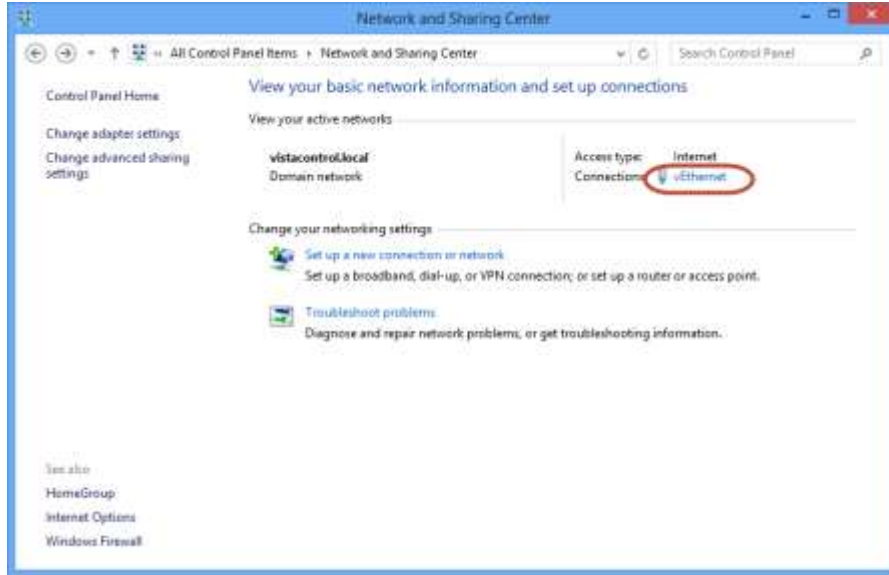 Network and Sharing Center
« All Control Panel Items ▸ Network and Sharing Center
Search Control Panel
Control Panel Home
Change adapter settings
Change advanced sharing
settings
View your basic network information and set up connections
View your active networks
vistacontrol.local
Domain network
Access type: Internet
Connections: vEthernet
Change your networking settings
Set up a new connection or network
Set up a broadband, dial-up, or VPN connection; or set up a router or access point.
Troubleshoot problems
Diagnose and repair network problems, or get troubleshooting information.
See also
HomeGroup
Internet Options
Windows Firewall